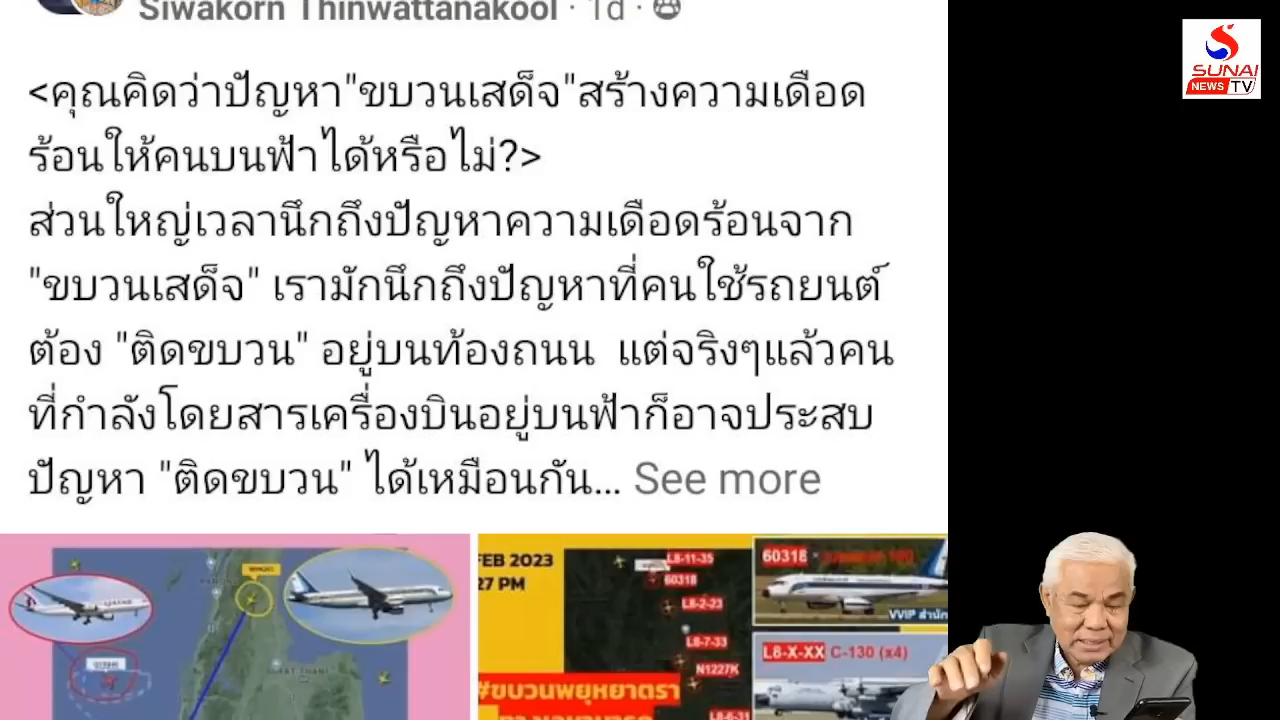 Siwakorn Thinwattanakool · 1d ·
<คุณคิดว่าปัญหา"ขบวนเสด็จ"สร้างความเดือด
ร้อนให้คนบนฟ้าได้หรือไม่?>
ส่วนใหญ่เวลานึกถึงปัญหาความเดือดร้อนจาก
"ขบวนเสด็จ" เรามักนึกถึงปัญหาที่คนใช้รถยนต์
ต้อง "ติดขบวน" อยู่บนท้องถนน แต่จริงๆแล้วคน
ที่กำลังโดยสารเครื่องบินอยู่บนฟ้าก็อาจประสบ
ปัญหา "ติดขบวน" ได้เหมือนกัน... See more
SUNAI
NEWS TV
FEB 2023
27 PM
L8-11-35
60318
L8-2-23
L8-7-33
N1227K
L8-6-31
#ขบวนพยุหยาตรา
60318
VVIP สำนัก
L8-X-XX C-130 (x4)
QATAR